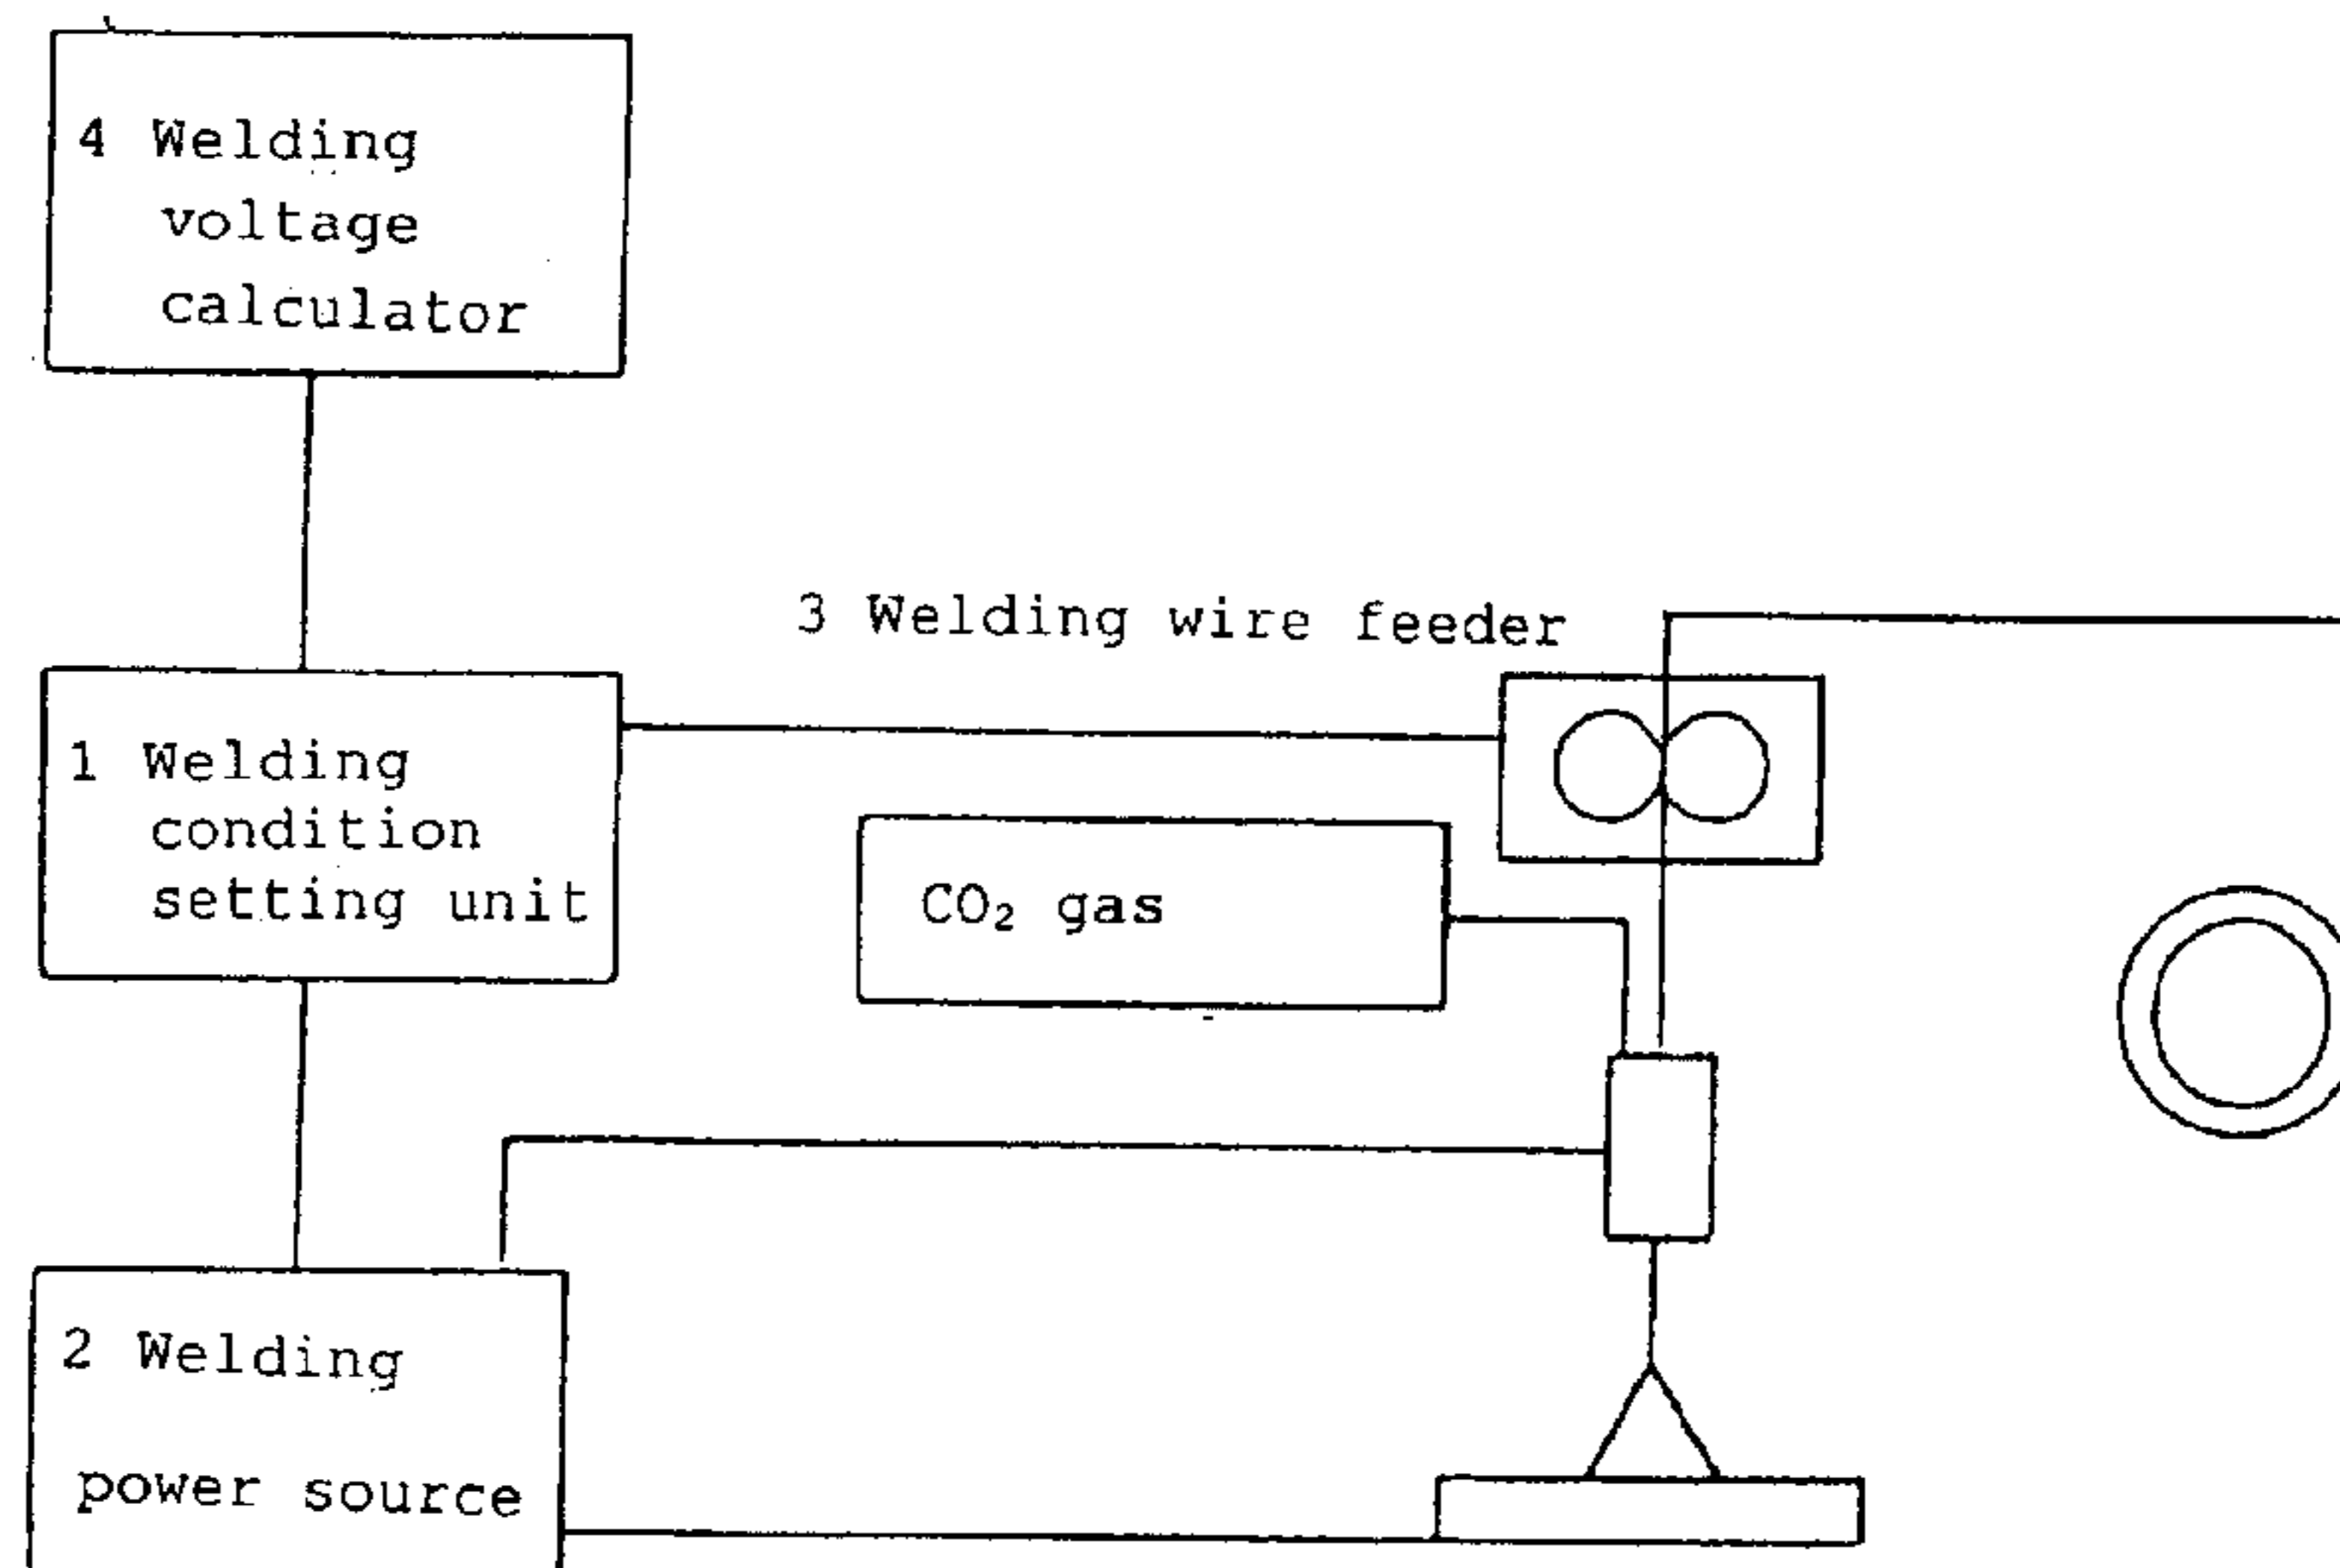 4 Welding
voltage
calculator
3 Welding wire feeder
1 Welding
condition
setting unit
CO₂ gas
2 Welding
power source